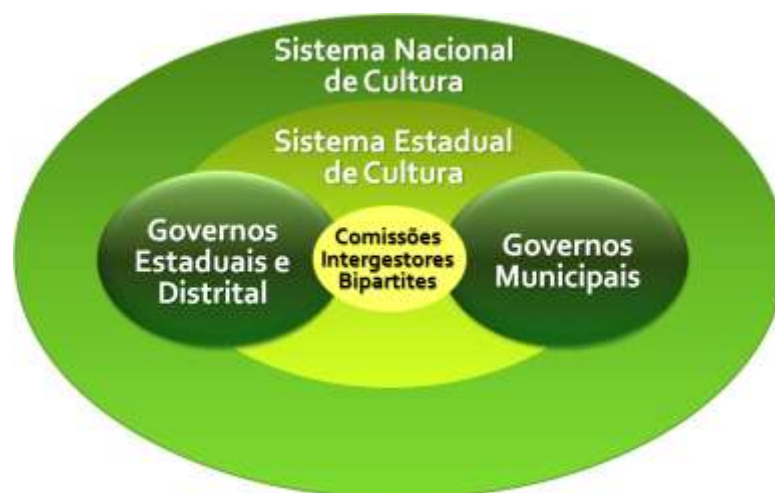 Sistema Nacional
de Cultura
Sistema Estadual
de Cultura
Governos
Estaduais e
Distrital
Comissões
Intergestores
Bipartites
Governos
Municipais